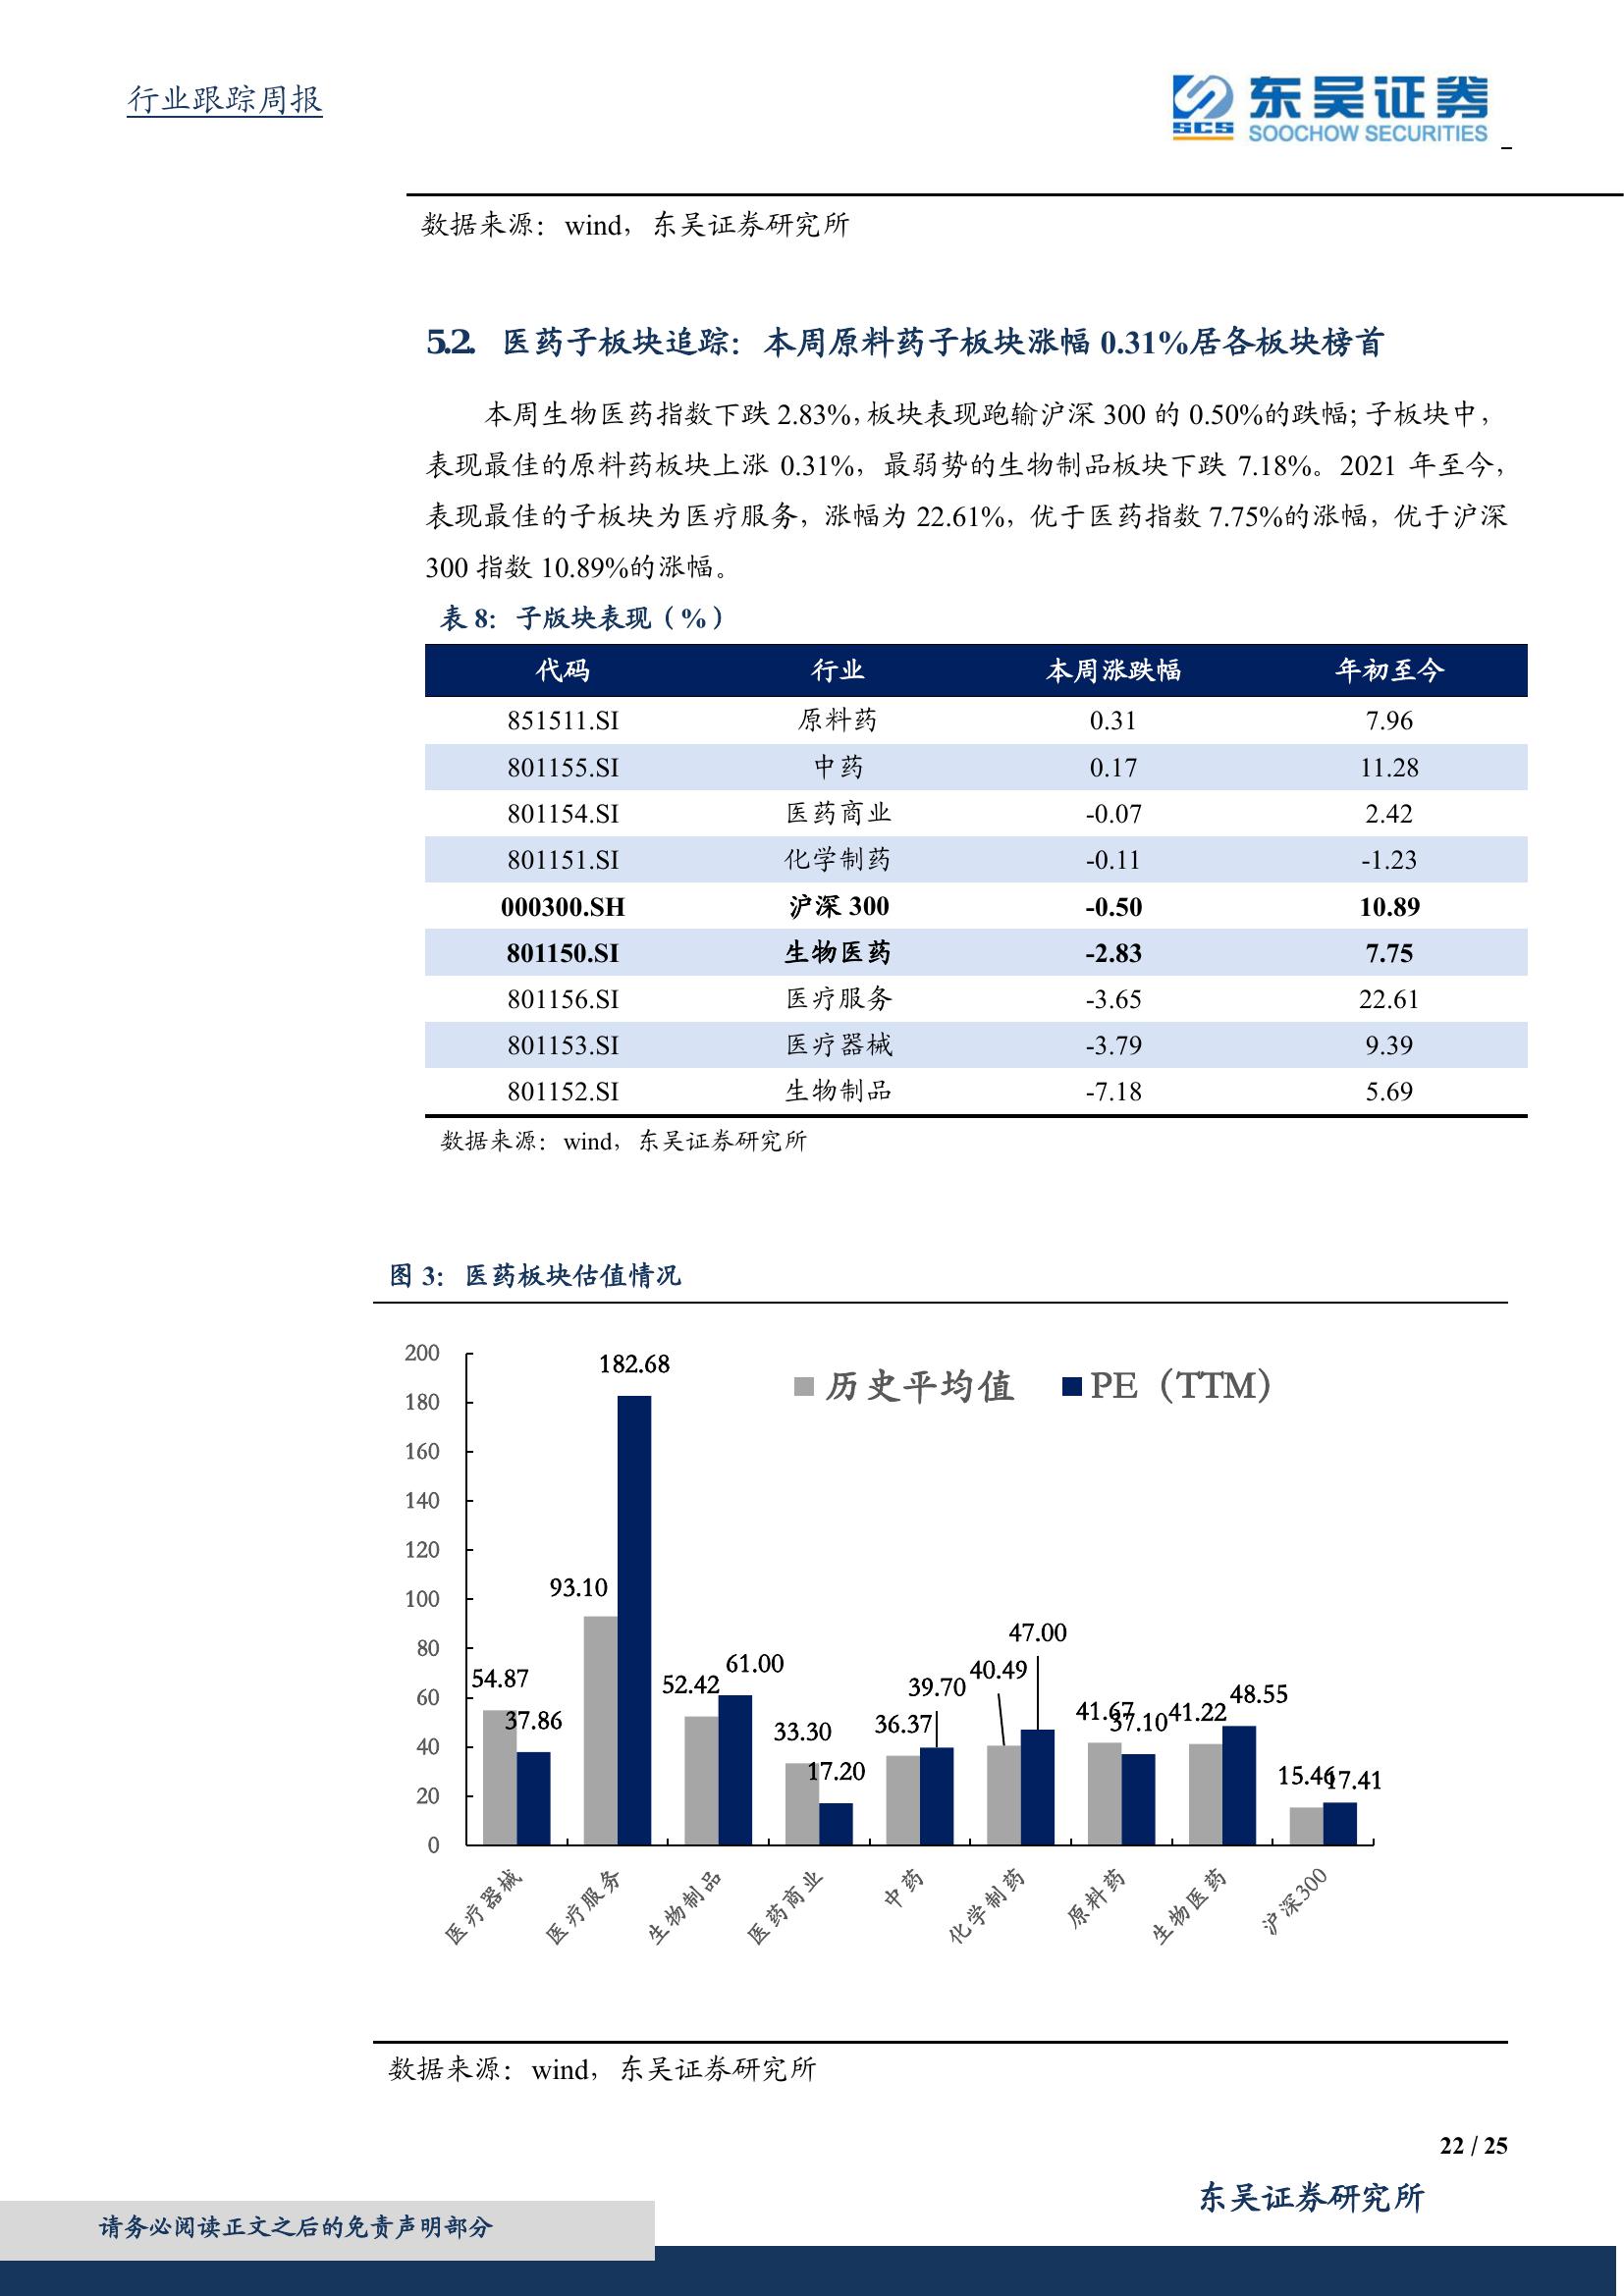 行业跟踪周报
SCS
东吴证券
SOOCHOW SECURITIES
数据来源：wind，东吴证券研究所
5.2. 医药子板块追踪：本周原料药子板块涨幅 0.31%居各板块榜首
本周生物医药指数下跌 2.83%，板块表现跑输沪深 300 的 0.50%的跌幅；子板块中，
表现最佳的原料药板块上涨 0.31%，最弱势的生物制品板块下跌 7.18%。2021 年至今，
表现最佳的子板块为医疗服务，涨幅为 22.61%，优于医药指数 7.75%的涨幅，优于沪深
300 指数 10.89%的涨幅。
表 8：子版块表现（%）
代码 行业 本周涨跌幅 年初至今
851511.SI 原料药 0.31 7.96
801155.SI 中药 0.17 11.28
801154.SI 医药商业 -0.07 2.42
801151.SI 化学制药 -0.11 -1.23
000300.SH 沪深 300 -0.50 10.89
801150.SI 生物医药 -2.83 7.75
801156.SI 医疗服务 -3.65 22.61
801153.SI 医疗器械 -3.79 9.39
801152.SI 生物制品 -7.18 5.69
数据来源：wind，东吴证券研究所
图 3：医药板块估值情况
历史平均值 PE（TTM）
200
180
160
140
120
100
80
60
40
20
0
54.87 37.86
93.10 182.68
52.42 61.00
33.30 17.20
36.37 39.70
40.49 47.00
41.67 37.10
41.22 48.55
15.46 17.41
医疗器械 医疗服务 生物制品 医药商业 中药 化学制药 原料药 生物医药 沪深300
数据来源：wind，东吴证券研究所
22 / 25
东吴证券研究所
请务必阅读正文之后的免责声明部分